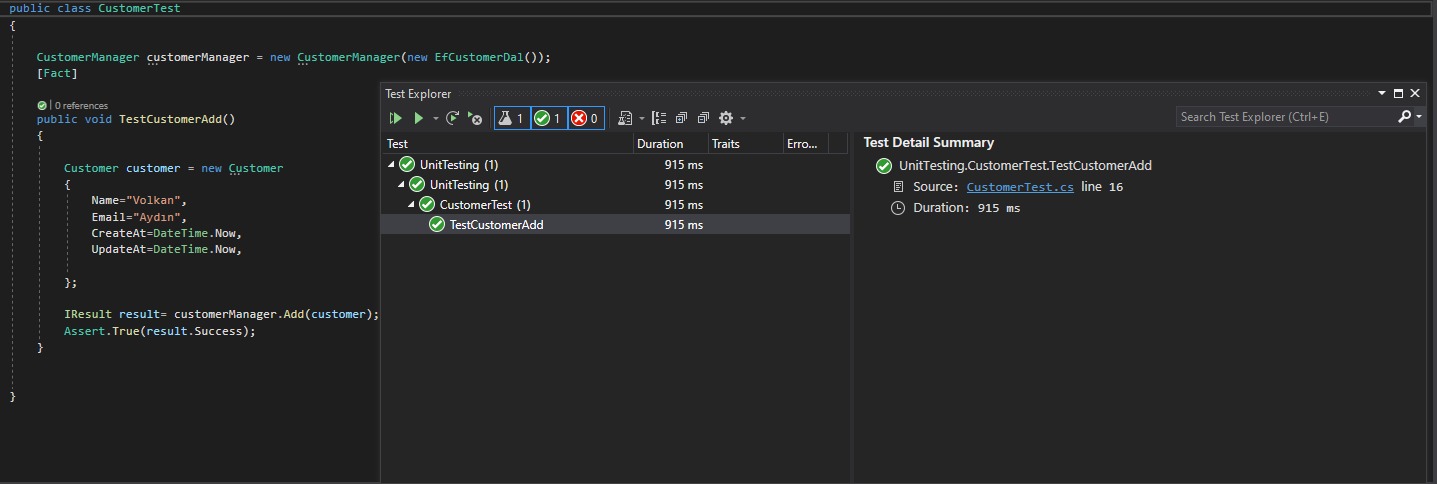 public class CustomerTest
{
CustomerManager customerManager = new CustomerManager(new EfCustomerDal());
[Fact]
| 0 references
public void TestCustomerAdd()
{
Customer customer = new Customer
{
Name="Volkan",
Email="Aydın",
CreateAt=DateTime.Now,
UpdateAt=DateTime.Now,
};
IResult result= customerManager.Add(customer);
Assert.True(result.Success);
}
}
Test Explorer
1 1 0
Search Test Explorer (Ctrl+E)
Test Duration Traits Erro...
UnitTesting (1) 915 ms
UnitTesting (1) 915 ms
CustomerTest (1) 915 ms
TestCustomerAdd 915 ms
Test Detail Summary
UnitTesting.CustomerTest.TestCustomerAdd
Source: CustomerTest.cs line 16
Duration: 915 ms